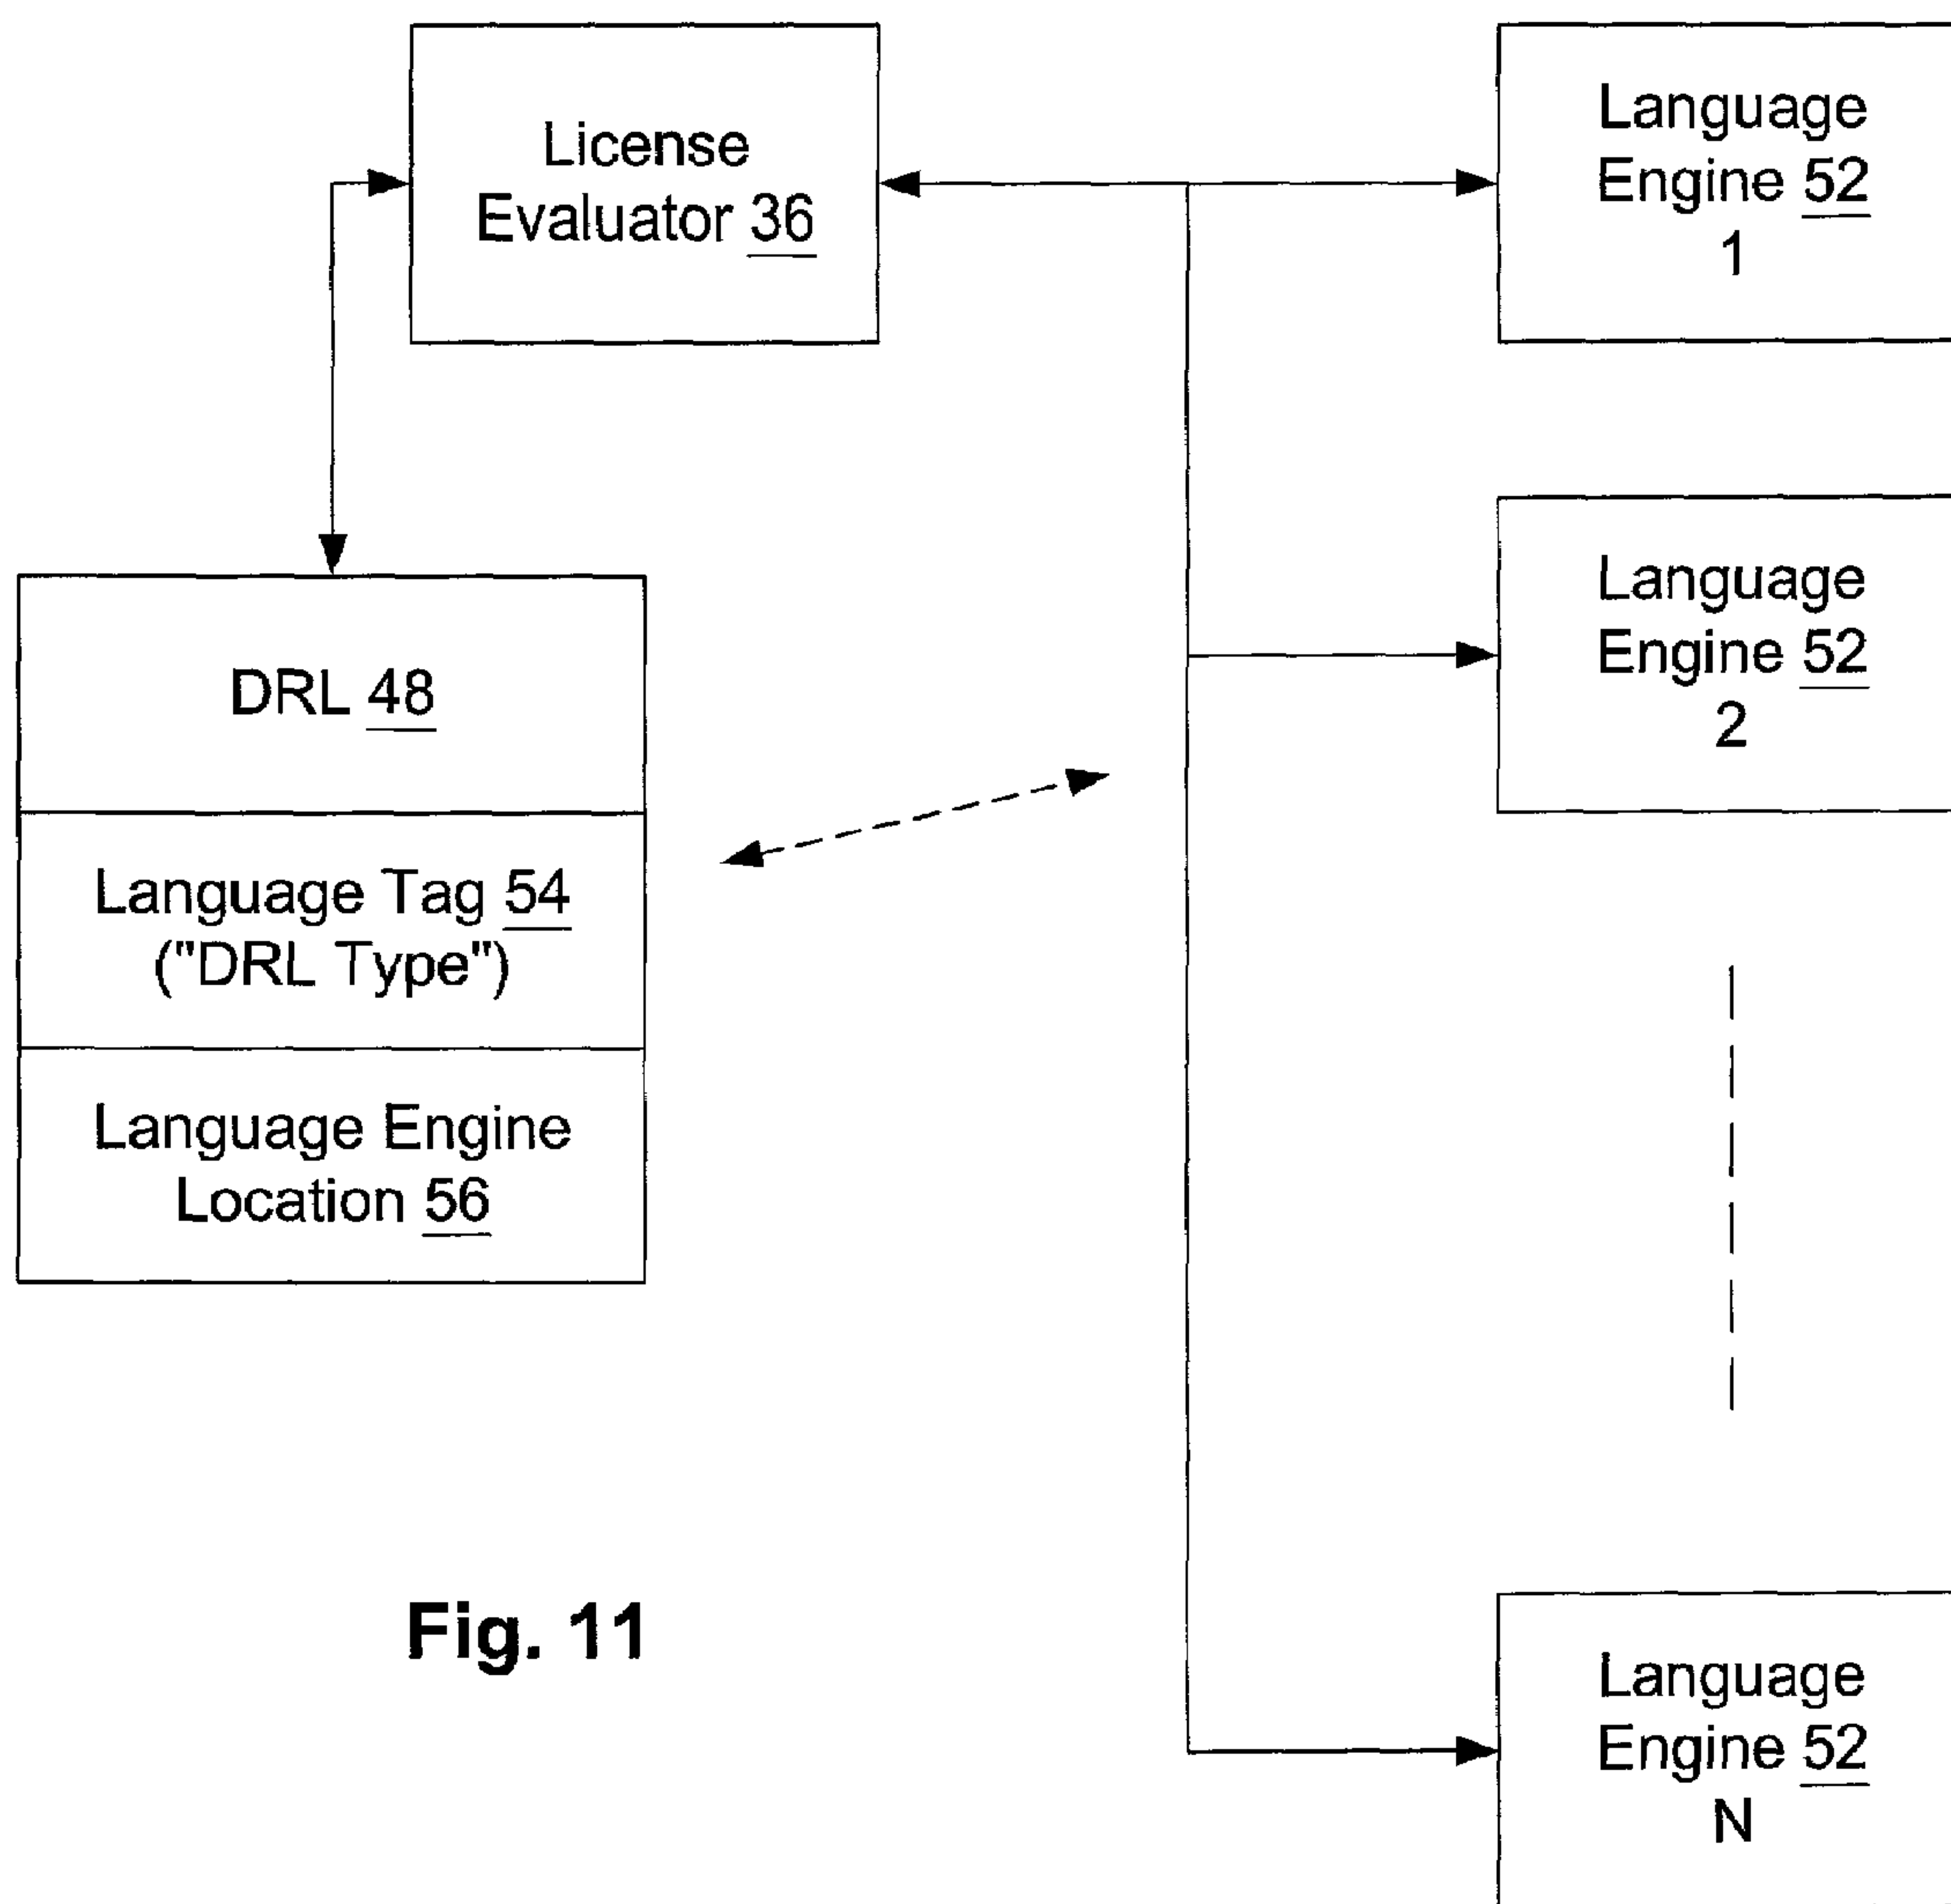 License
Evaluator 36
Language
Engine 52
1
Language
Engine 52
2
DRL 48
Language Tag 54
("DRL Type")
Language Engine
Location 56
Fig. 11
Language
Engine 52
N